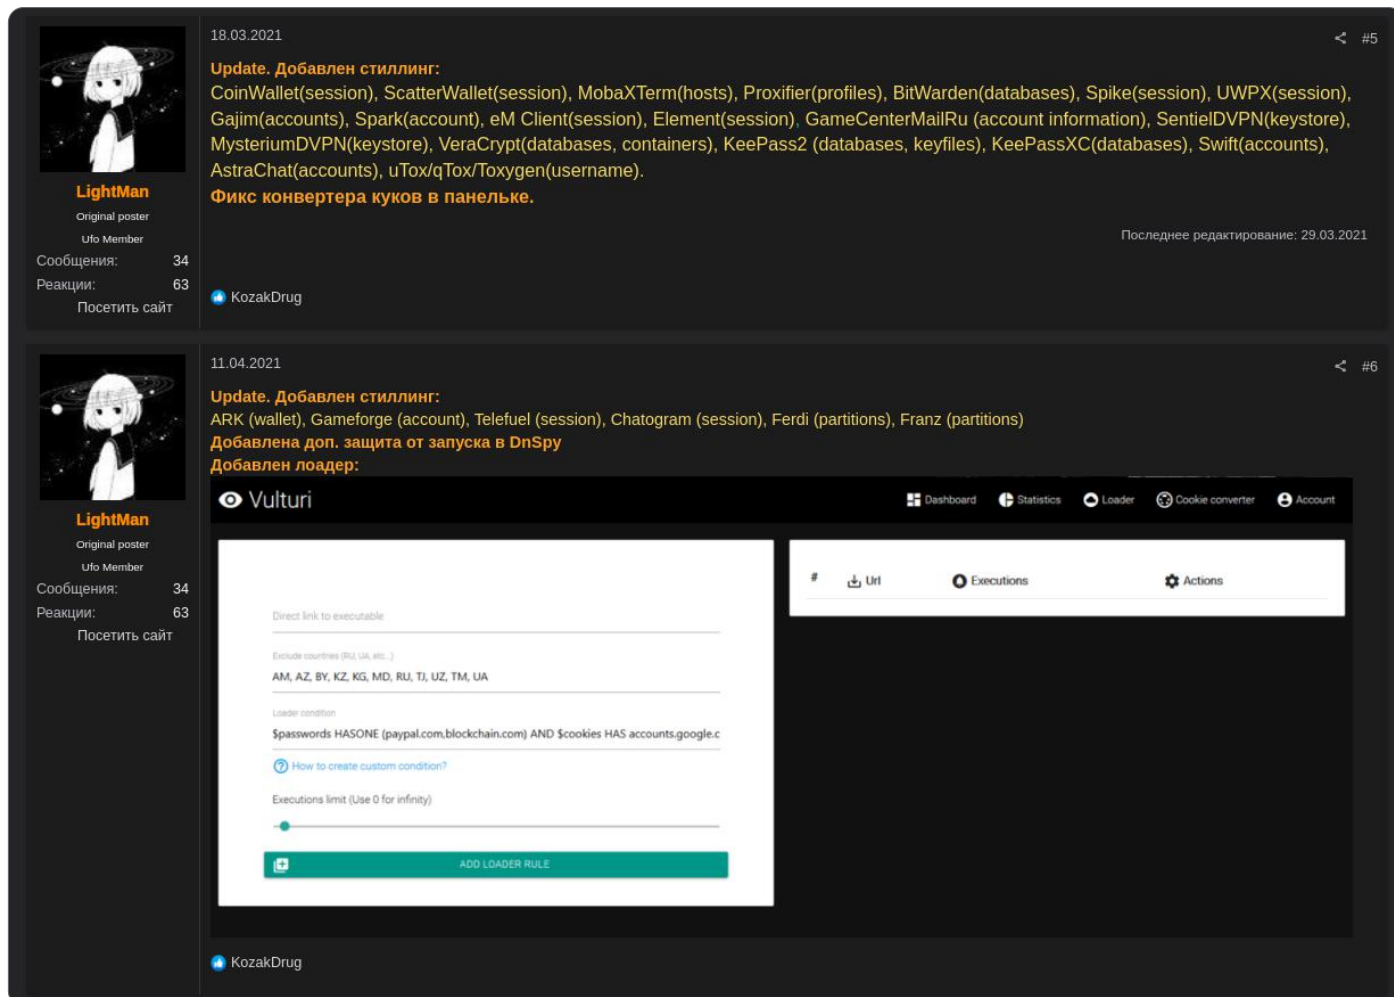 18.03.2021
#5
Update. Добавлен стиллинг:
CoinWallet(session), ScatterWallet(session), MobaXTerm(hosts), Proxifier(profiles), BitWarden(databases), Spike(session), UWPX(session),
Gajim(accounts), Spark(account), eM Client(session), Element(session), GameCenterMailRu (account information), SentielDVPN(keystore),
MysteriumDVPN(keystore), VeraCrypt(databases, containers), KeePass2 (databases, keyfiles), KeePassXC(databases), Swift(accounts),
AstraChat(accounts), uTox/qTox/Toxygen(username).
Фикс конвертера куков в панельке.
LightMan
Original poster
Ufo Member
Сообщения: 34
Реакции: 63
Посетить сайт
Последнее редактирование: 29.03.2021
KozakDrug
11.04.2021
#6
Update. Добавлен стиллинг:
ARK (wallet), Gameforge (account), Telefuel (session), Chatogram (session), Ferdi (partitions), Franz (partitions)
Добавлена доп. защита от запуска в DnSpy
Добавлен лоадер:
LightMan
Original poster
Ufo Member
Сообщения: 34
Реакции: 63
Посетить сайт
Vulturi
Dashboard Statistics Loader Cookie converter Account
Direct link to executable
Exclude countries (RU, UA, etc...)
AM, AZ, BY, KZ, KG, MD, RU, TJ, UZ, TM, UA
Loader condition
$passwords HASONE (paypal.com,blockchain.com) AND $cookies HAS accounts.google.c
How to create custom condition?
Executions limit (Use 0 for infinity)
ADD LOADER RULE
# Url Executions Actions
KozakDrug